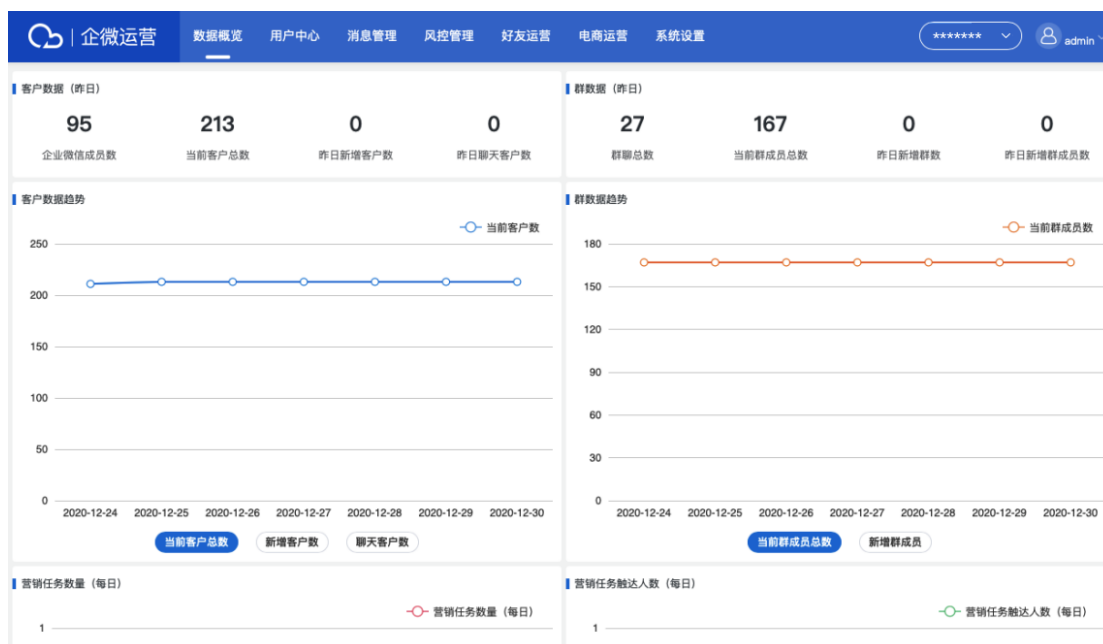 企微运营 数据概览 用户中心 消息管理 风控管理 好友运营 电商运营 系统设置 ******* admin
客户数据（昨日）
95 213 0 0
企业微信成员数 当前客户总数 昨日新增客户数 昨日聊天客户数
群数据（昨日）
27 167 0 0
群聊总数 当前群成员总数 昨日新增群数 昨日新增群成员数
客户数据趋势
当前客户数
250
200
150
100
50
0
2020-12-24 2020-12-25 2020-12-26 2020-12-27 2020-12-28 2020-12-29 2020-12-30
当前客户总数 新增客户数 聊天客户数
群数据趋势
当前群成员数
180
150
120
90
60
30
0
2020-12-24 2020-12-25 2020-12-26 2020-12-27 2020-12-28 2020-12-29 2020-12-30
当前群成员总数 新增群成员
营销任务数量（每日）
营销任务数量（每日）
1
营销任务触达人数（每日）
营销任务触达人数（每日）
1